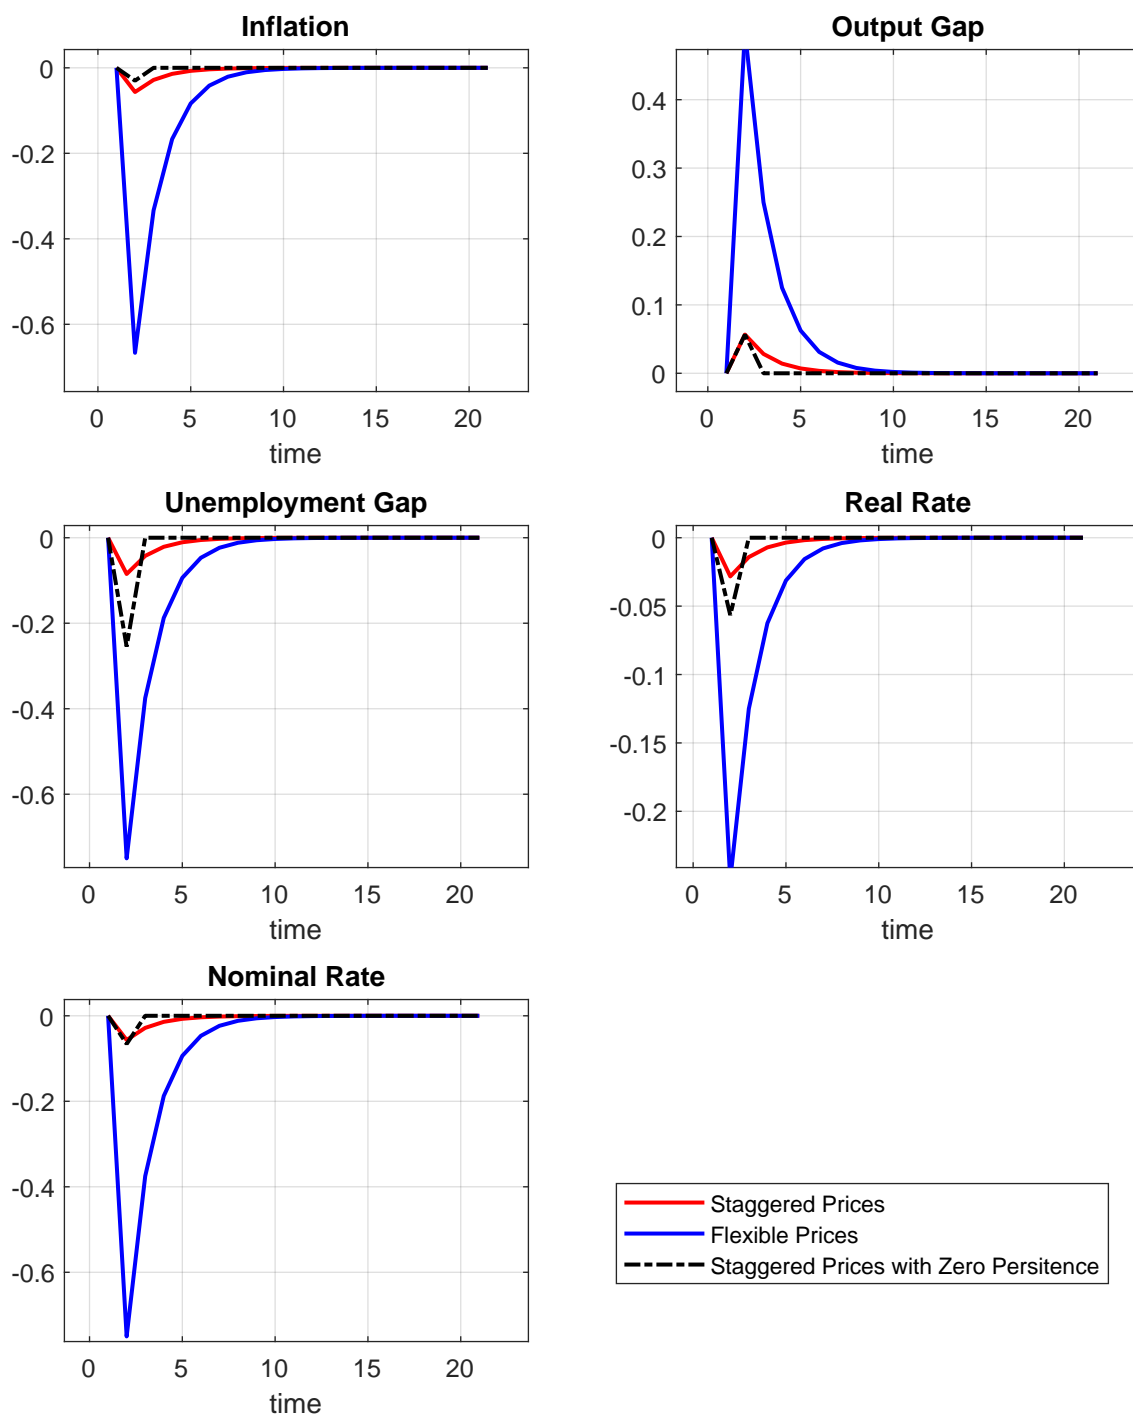 Inflation
0
-0.2
-0.4
-0.6
0 5 10 15 20
time
Output Gap
0.4
0.3
0.2
0.1
0
0 5 10 15 20
time
Unemployment Gap
0
-0.2
-0.4
-0.6
0 5 10 15 20
time
Real Rate
0
-0.05
-0.1
-0.15
-0.2
0 5 10 15 20
time
Nominal Rate
0
-0.2
-0.4
-0.6
0 5 10 15 20
time
Staggered Prices
Flexible Prices
Staggered Prices with Zero Persitence